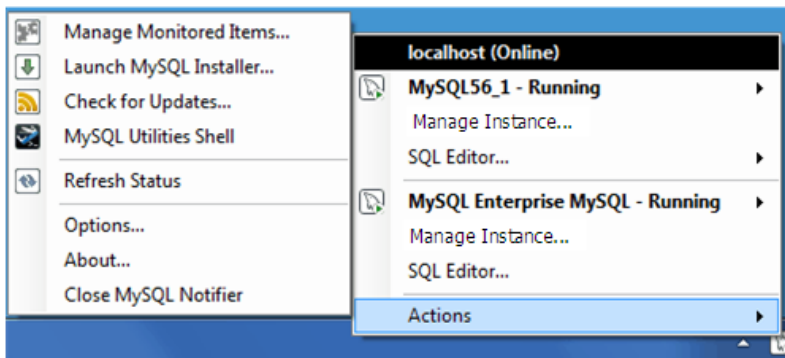 Manage Monitored Items...
Launch MySQL Installer...
Check for Updates...
MySQL Utilities Shell
Refresh Status
Options...
About...
Close MySQL Notifier
localhost (Online)
MySQL56_1 - Running
Manage Instance...
SQL Editor...
MySQL Enterprise MySQL - Running
Manage Instance...
SQL Editor...
Actions